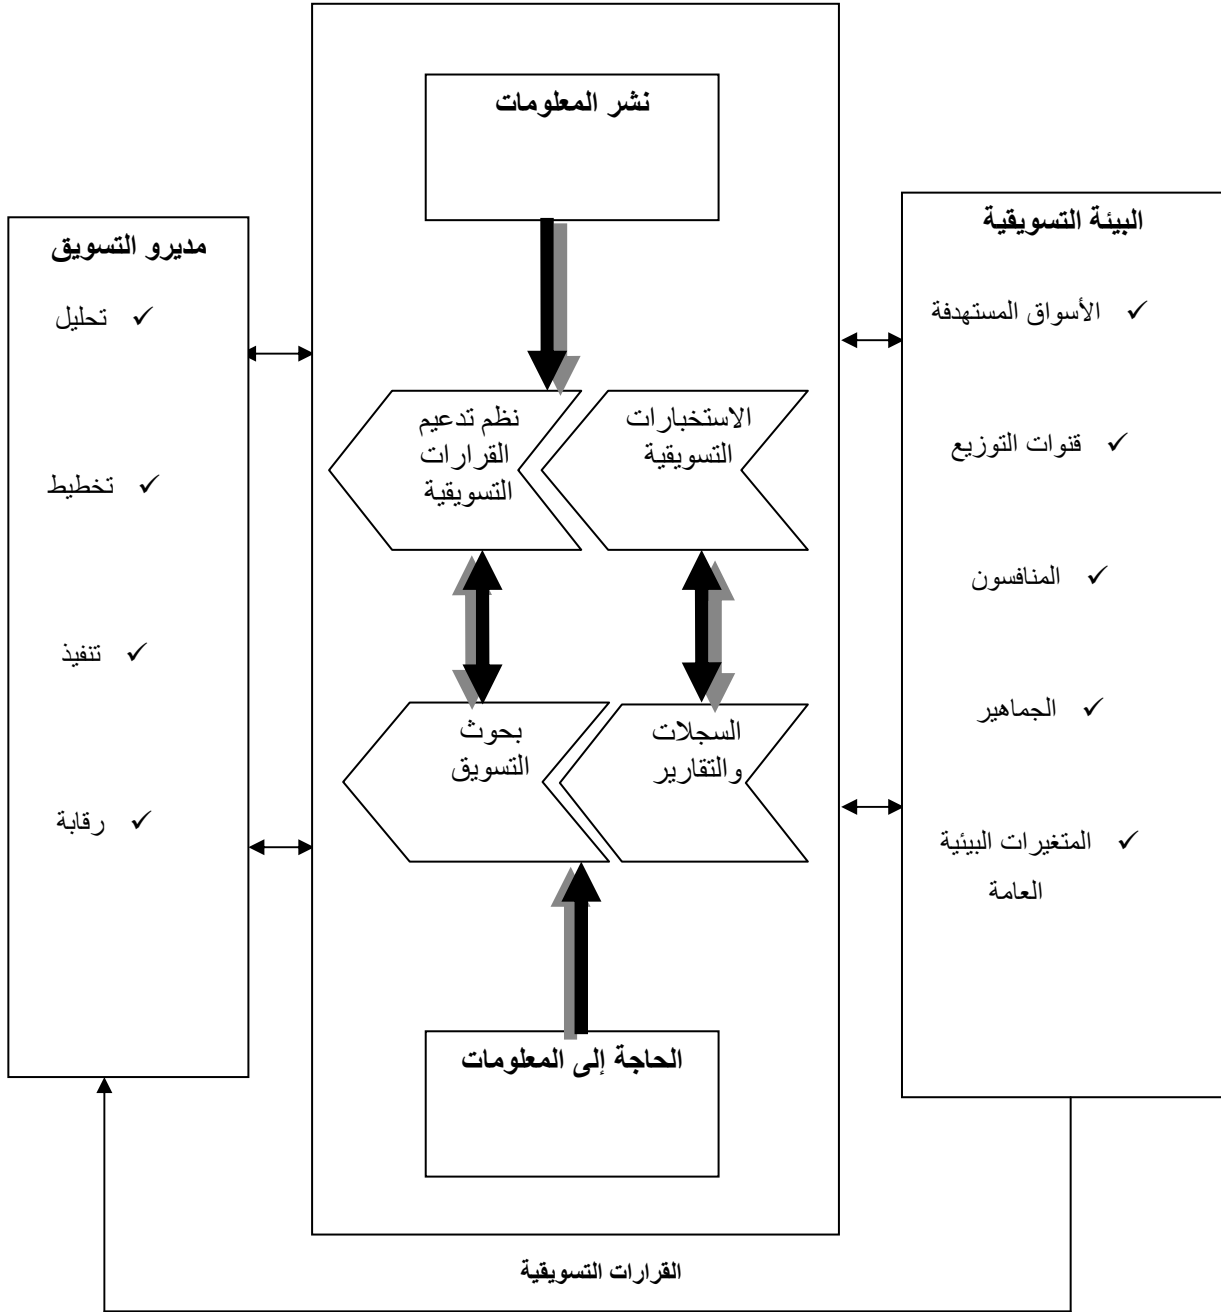 نشر المعلومات
البيئة التسويقية
✓ الأسواق المستهدفة
✓ قنوات التوزيع
✓ المنافسون
✓ الجماهير
✓ المتغيرات البيئية
العامة
الاستخبارات
التسويقية
نظم تدعيم
القرارات
التسويقية
السجلات
والتقارير
بحوث
التسويق
الحاجة إلى المعلومات
مديرو التسويق
✓ تحليل
✓ تخطيط
✓ تنفيذ
✓ رقابة
القرارات التسويقية